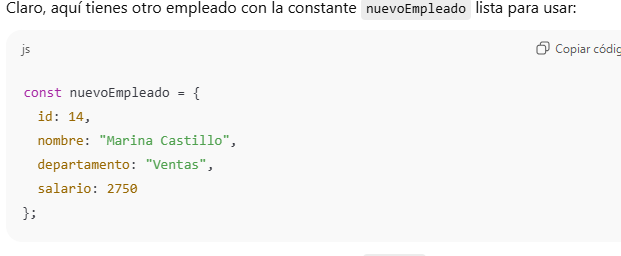 Claro, aquí tienes otro empleado con la constante nuevoEmpleado lista para usar:
js
Copiar códig
const nuevoEmpleado = {
id: 14,
nombre: "Marina Castillo",
departamento: "Ventas",
salario: 2750
};